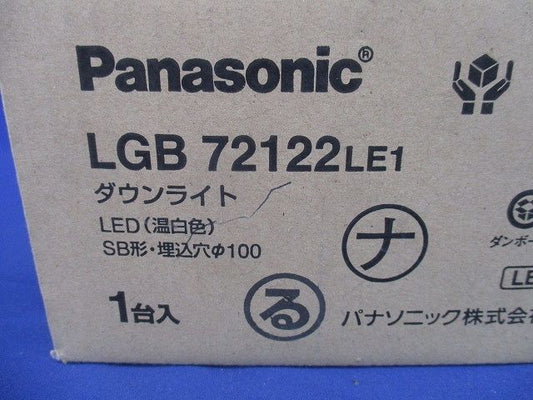 Panasonic®
LGB 72122LE1
ダウンライト
LED(温白色)
SB形・埋込穴Φ100
ナ
ダンボー
LE
1台入
る
パナソニック株式会社